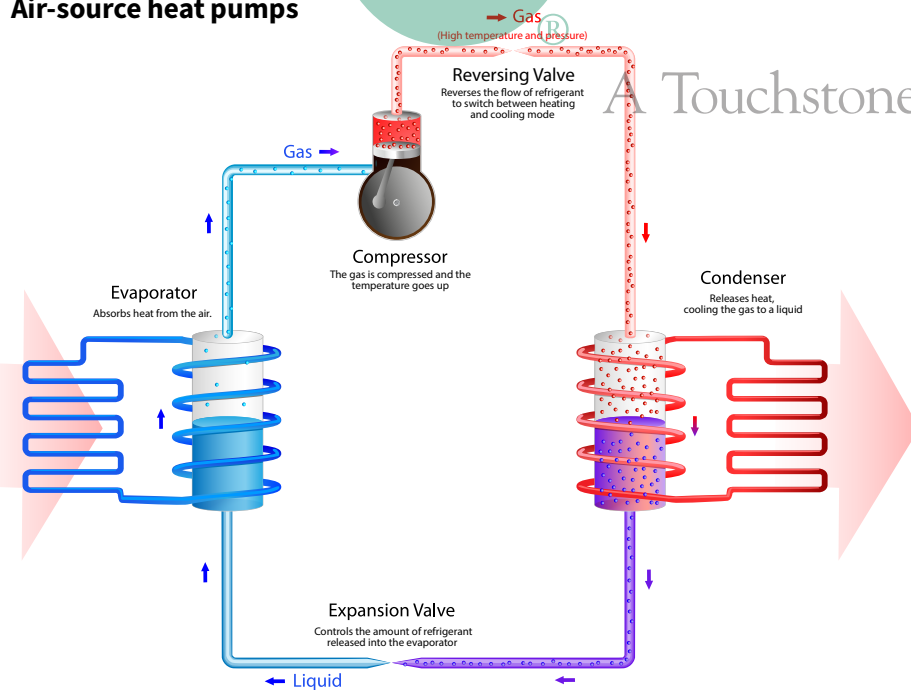 Air-source heat pumps
Gas
(High temperature and pressure)
®
Reversing Valve
Reverses the flow of refrigerant
to switch between heating
and cooling mode
A Touchstone
Gas
Compressor
The gas is compressed and the
temperature goes up
Evaporator
Absorbs heat from the air.
Condenser
Releases heat,
cooling the gas to a liquid
Expansion Valve
Controls the amount of refrigerant
released into the evaporator
Liquid